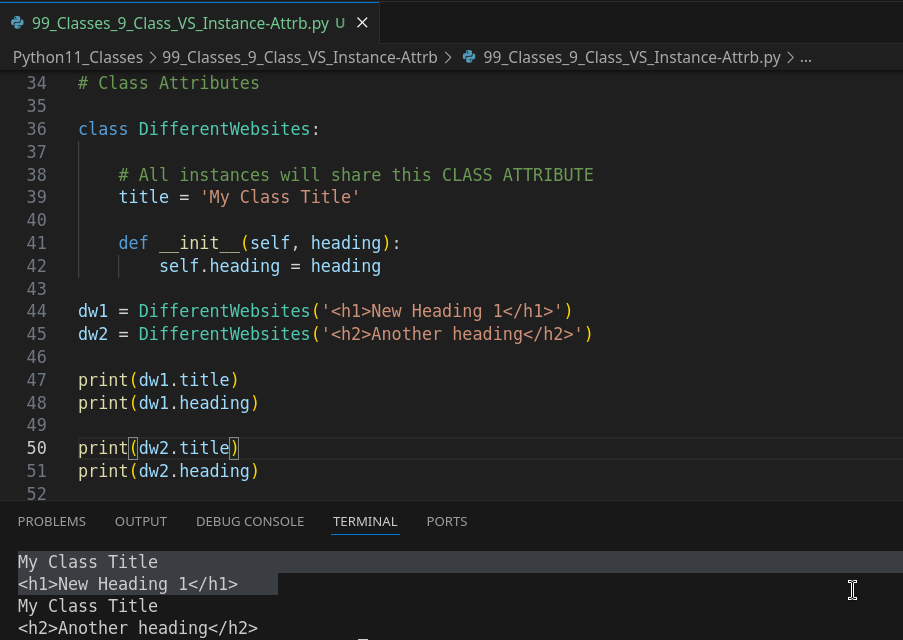 99_Classes_9_Class_VS_Instance-Attrb.py U
Python11_Classes > 99_Classes_9_Class_VS_Instance-Attrb > 99_Classes_9_Class_VS_Instance-Attrb.py > ...
34 # Class Attributes
35
36 class DifferentWebsites:
37
38 # All instances will share this CLASS ATTRIBUTE
39 title = 'My Class Title'
40
41 def __init__(self, heading):
42 self.heading = heading
43
44 dw1 = DifferentWebsites('<h1>New Heading 1</h1>')
45 dw2 = DifferentWebsites('<h2>Another heading</h2>')
46
47 print(dw1.title)
48 print(dw1.heading)
49
50 print(dw2.title)
51 print(dw2.heading)
52
PROBLEMS OUTPUT DEBUG CONSOLE TERMINAL PORTS
My Class Title
<h1>New Heading 1</h1>
My Class Title
<h2>Another heading</h2>